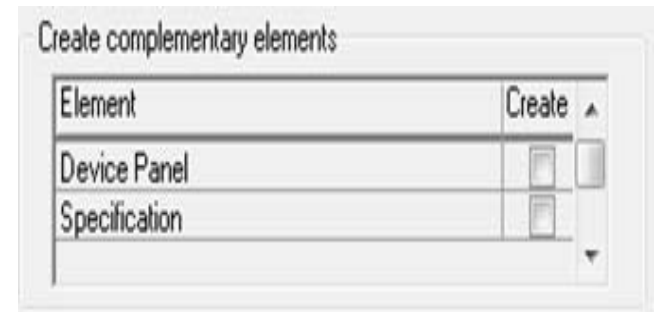 Create complementary elements
Element Create
Device Panel
Specification